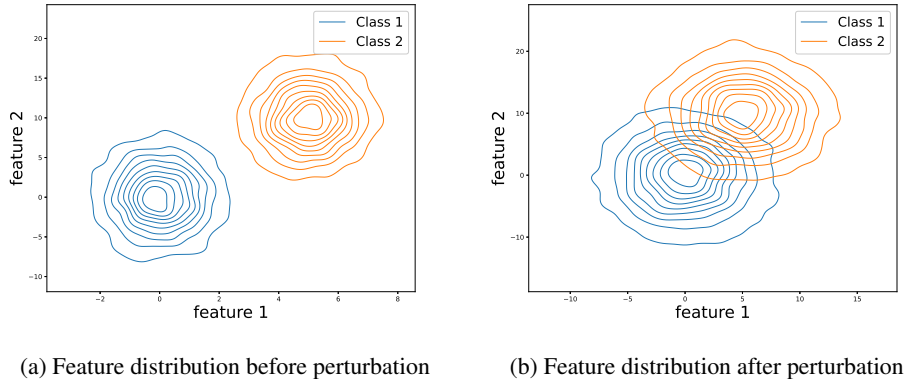 Class 1
Class 2
20
15
10
5
0
−5
−10
feature 2
−2
0
2
4
6
8
feature 1
(a) Feature distribution before perturbation
Class 1
Class 2
20
10
0
−10
feature 2
−10
−5
0
5
10
15
feature 1
(b) Feature distribution after perturbation